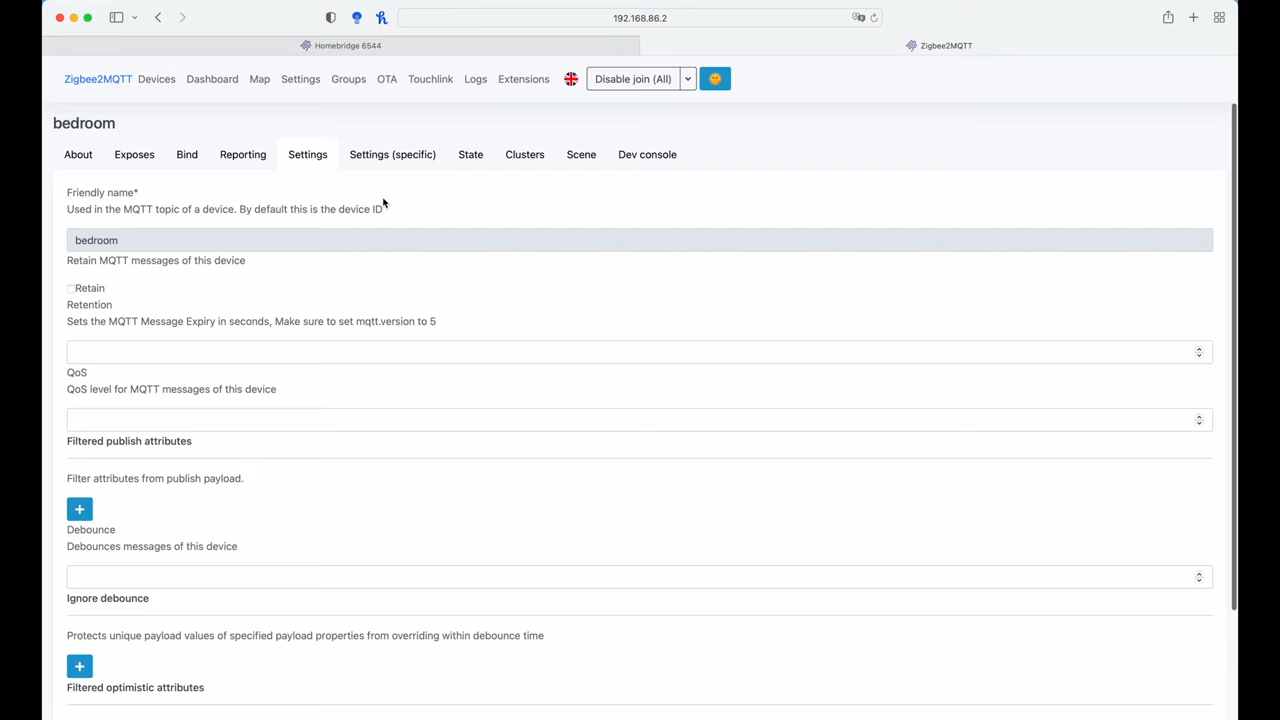 192.168.86.2
Homebridge 6544
Zigbee2MQTT
Zigbee2MQTT Devices Dashboard Map Settings Groups OTA Touchlink Logs Extensions Disable join (All)
bedroom
About Exposes Bind Reporting Settings Settings (specific) State Clusters Scene Dev console
Friendly name*
Used in the MQTT topic of a device. By default this is the device ID
bedroom
Retain MQTT messages of this device
Retain
Retention
Sets the MQTT Message Expiry in seconds, Make sure to set mqtt.version to 5
QoS
QoS level for MQTT messages of this device
Filtered publish attributes
Filter attributes from publish payload.
+
Debounce
Debounces messages of this device
Ignore debounce
Protects unique payload values of specified payload properties from overriding within debounce time
+
Filtered optimistic attributes